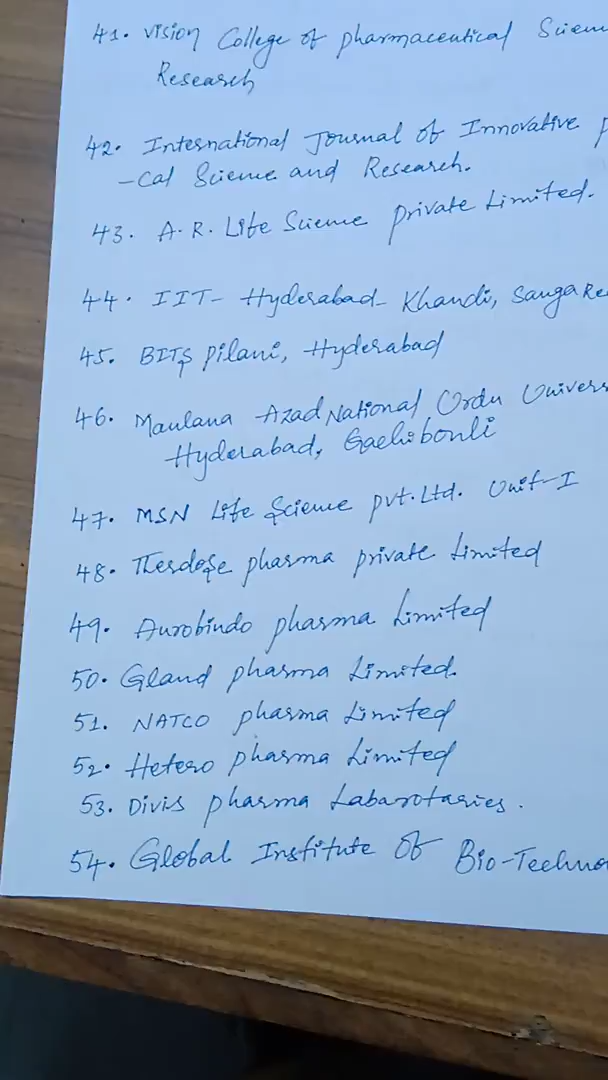 41. Vision College of pharmaceutical Scien
Research
42. International Journal of Innovative p
-Cal Science and Research.
43. A. R. Life Science private Limited.
44. IIT- Hyderabad- Khandi, SangaRe
45. BITS Pilani, Hyderabad
46. Maulana Azad National Urdu Univers
Hyderabad, Gachibouli
47. MSN Life Science pvt. Ltd. Unit-I
48. Therdose pharma private Limited
49. Aurobindo pharma Limited
50. Gland pharma Limited.
51. NATCO pharma Limited
52. Hetero pharma Limited
53. Divis pharma Labarotaries.
54. Global Institute of Bio-Techno